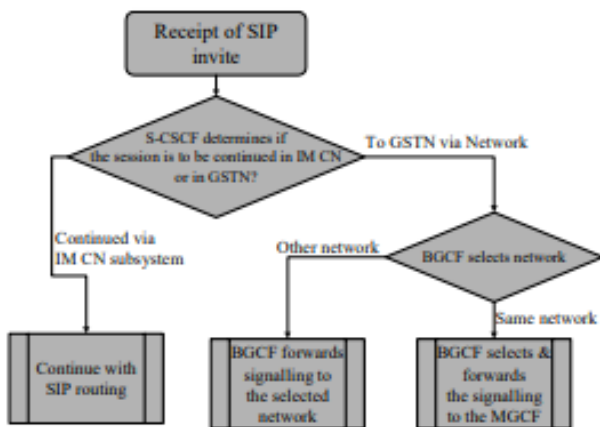 Receipt of SIP
invite
S-CSCF determines if
the session is to be continued in IM CN
or in GSTN?
To GSTN via Network
Continued via
IM CN subsystem
Other network
BGCF selects network
Same network
Continue with
SIP routing
BGCF forwards
signalling to
the selected
network
BGCF selects &
forwards
the signalling
to the MGCF